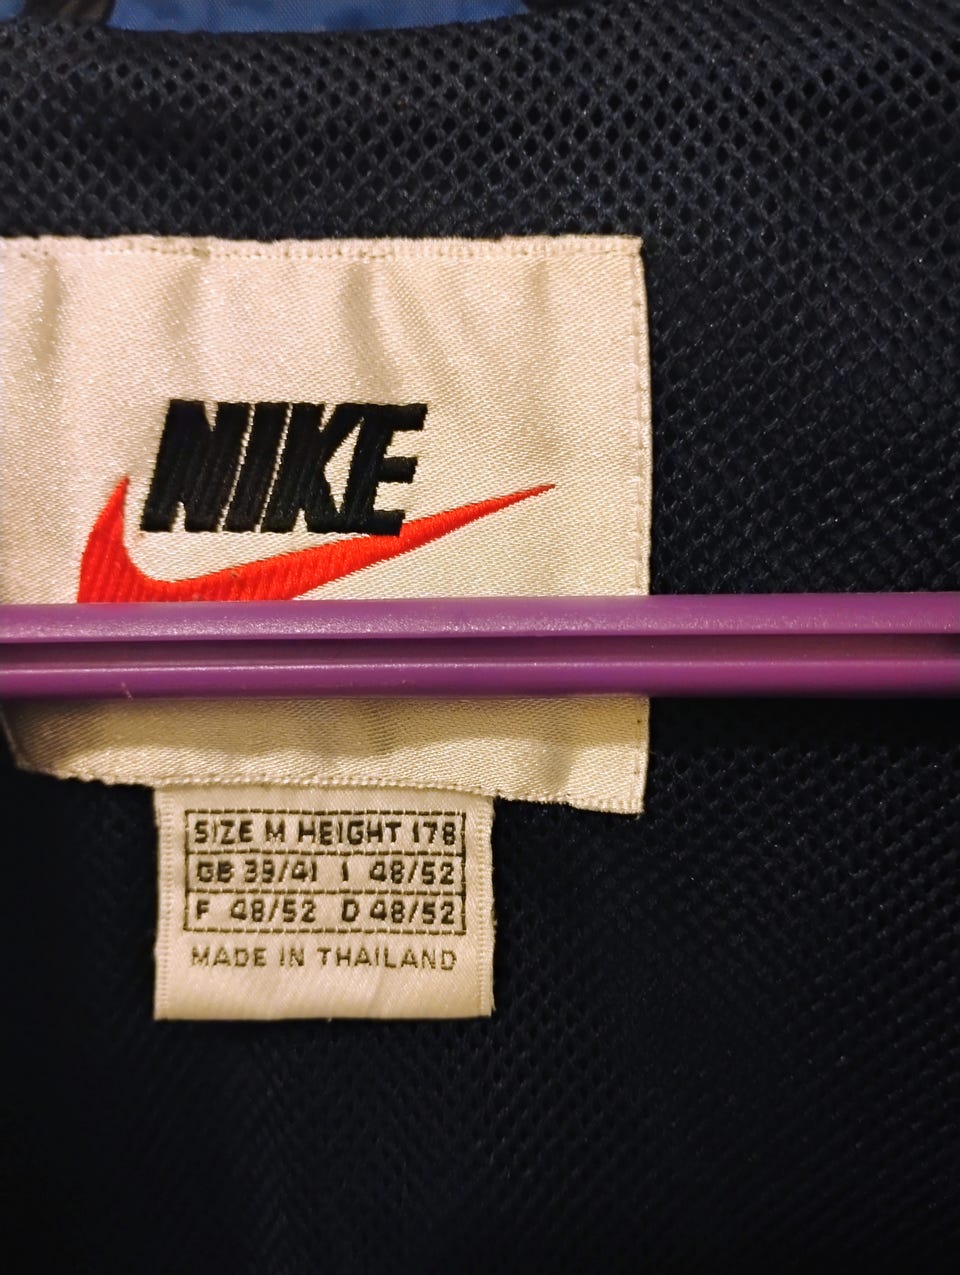 NIKE
SIZE M HEIGHT 178
GB 39/41 I 48/52
F 48/52 D 48/52
MADE IN THAILAND